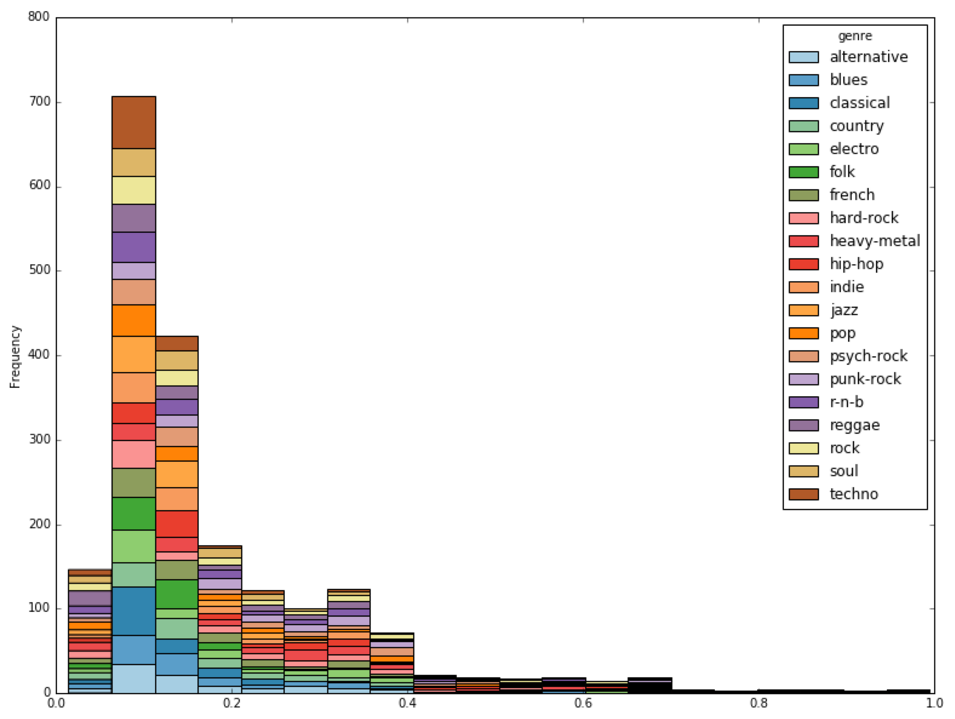 800
700
600
500
400
300
200
100
0
Frequency
0.0 0.2 0.4 0.6 0.8 1.0
genre
alternative
blues
classical
country
electro
folk
french
hard-rock
heavy-metal
hip-hop
indie
jazz
pop
psych-rock
punk-rock
r-n-b
reggae
rock
soul
techno